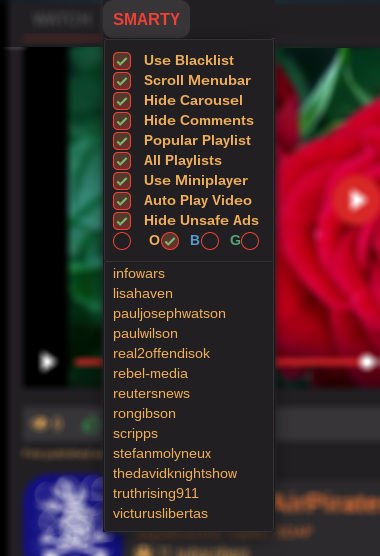 WATCH
SMARTY
Use Blacklist
Scroll Menubar
Hide Carousel
Hide Comments
Popular Playlist
All Playlists
Use Miniplayer
Auto Play Video
Hide Unsafe Ads
O B G
infowars
lisahaven
pauljosephwatson
paulwilson
real2offendisok
rebel-media
reutersnews
rongibson
scripps
stefanmolyneux
thedavidknightshow
truthrising911
victuruslibertas
AirPirate